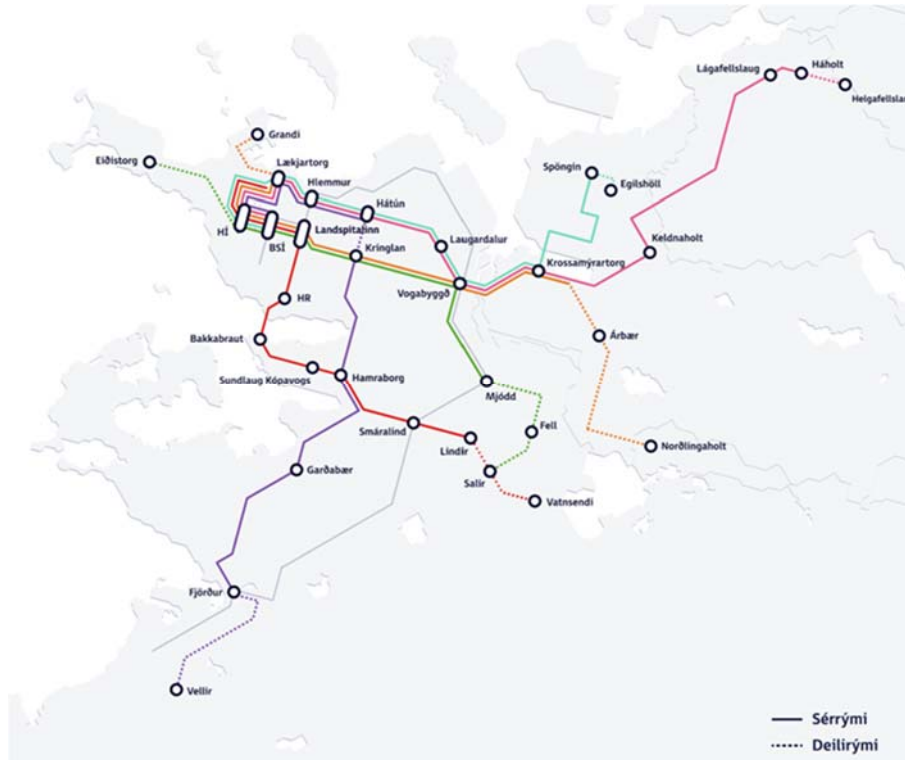 Lágafellslaug
Háholt
Helgafellslau
Grandi
Eiðistorg
Lækjartorg
Hlemmur
Spöngin
Egilshöll
Hátún
HÍ
BSÍ
Landspítalinn
Kringlan
Laugardalur
Keldnaholt
Krossamýrartorg
Vogabyggð
HR
Bakkabraut
Árbær
Sundlaug Kópavogs
Hamraborg
Mjódd
Smáralind
Fell
Lindir
Norðlingaholt
Garðabær
Salir
Vatnsendi
Fjörður
Vellir
Sérrými
Deilirými